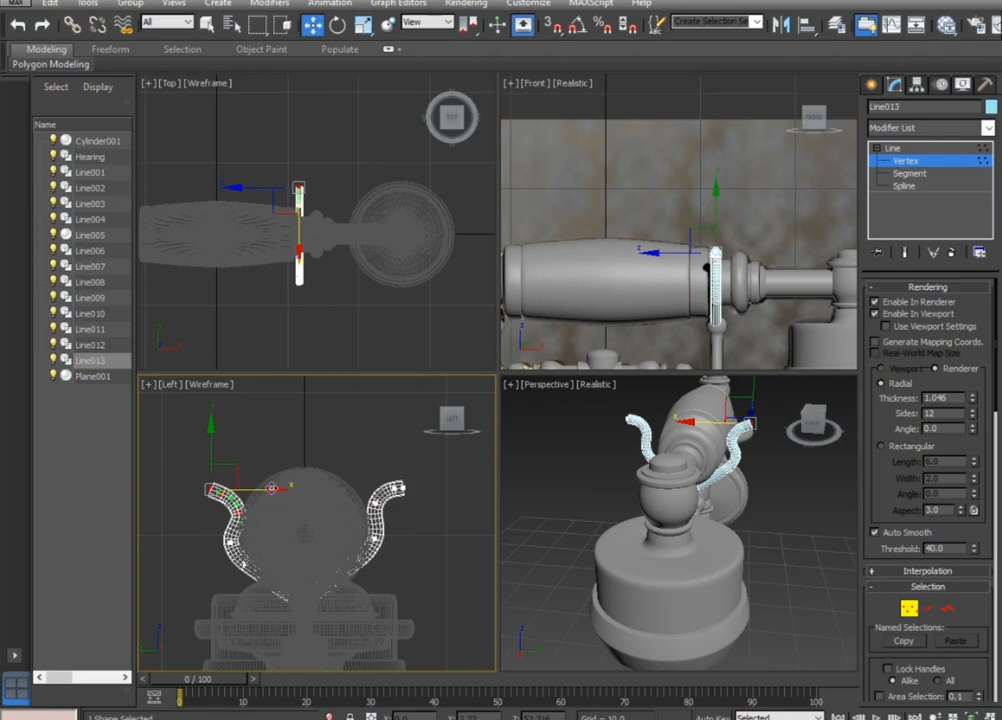 MAX Edit Tools Group Views Create Modifiers Animation Graph Editors Rendering Customize MAXScript Help
All View Create Selection Se
Modeling Freeform Selection Object Paint Populate
Polygon Modeling
Select Display
Name
Cylinder001
Hearing
Line001
Line002
Line003
Line004
Line005
Line006
Line007
Line008
Line009
Line010
Line011
Line012
Line013
Plane001
[+] [Top] [Wireframe]
TOP
[+] [Front] [Realistic]
[+] [Left] [Wireframe]
LEFT
[+] [Perspective] [Realistic]
Line013
Modifier List
Line
Vertex
Segment
Spline
Rendering
Enable In Renderer
Enable In Viewport
Use Viewport Settings
Generate Mapping Coords.
Real-World Map Size
Viewport Renderer
Radial
Thickness: 1.046
Sides: 12
Angle: 0.0
Rectangular
Length: 6.0
Width: 2.0
Angle: 0.0
Aspect: 3.0
Auto Smooth
Threshold: 40.0
Interpolation
Selection
Named Selections:
Copy Paste
Lock Handles
Alike All
Area Selection: 0.1
0 / 100
0 10 20 30 40 50 60 70 80 90 100
1 Shape Selected X: Y: Z: Grid = 10.0 Auto Key Selected